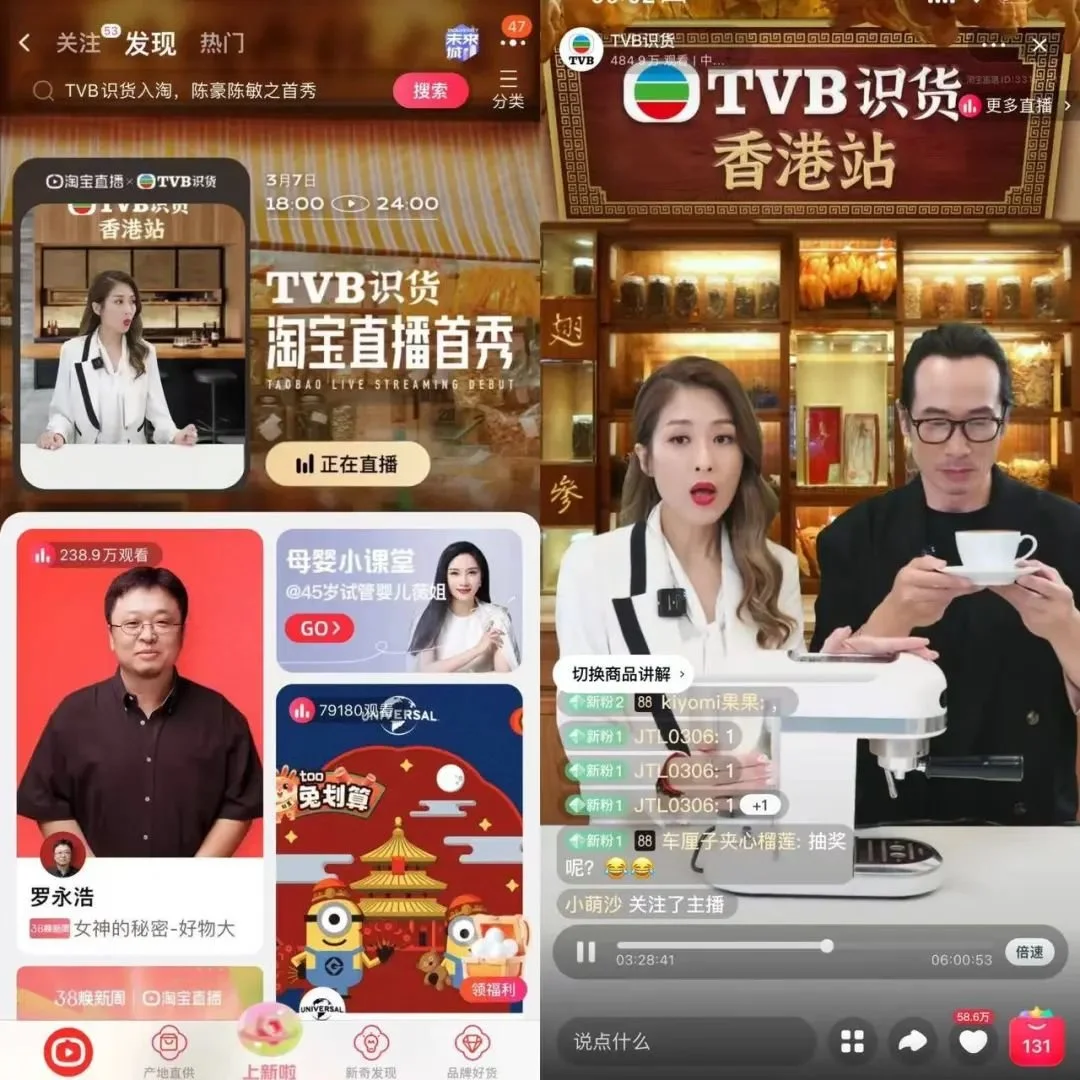 关注
53
发现
热门
未來城
47
TVB识货入淘，陈豪陈敏之首秀
搜索
分类
淘宝直播×TVB识货
TVB识货
香港站
3月7日
18:00
24:00
TVB识货
淘宝直播首秀
TAOBAO LIVE STREAMING DEBUT
正在直播
238.9万观看
罗永浩
38焕新周
女神的秘密-好物大
38焕新周
淘宝直播
母婴小课堂
@45岁试管婴儿薇姐
GO>
79180观看
UNIVERSAL
too
兔划算
UNIVERSAL
领福利
产地直供
上新啦
新奇发现
品牌好货
TVB
TVB识货
484.9万观看 | 中...
更多直播
TVB识货
香港站
翅
參
切换商品讲解
新粉2 88 kiyomi果果: ，
新粉1 JTL0306: 1
新粉1 JTL0306: 1
新粉1 JTL0306: 1 +1
新粉1 88 车厘子夹心榴莲: 抽奖
呢？😂😂
小萌沙 关注了主播
03:28:41
06:00:53
倍速
说点什么
58.6万
131